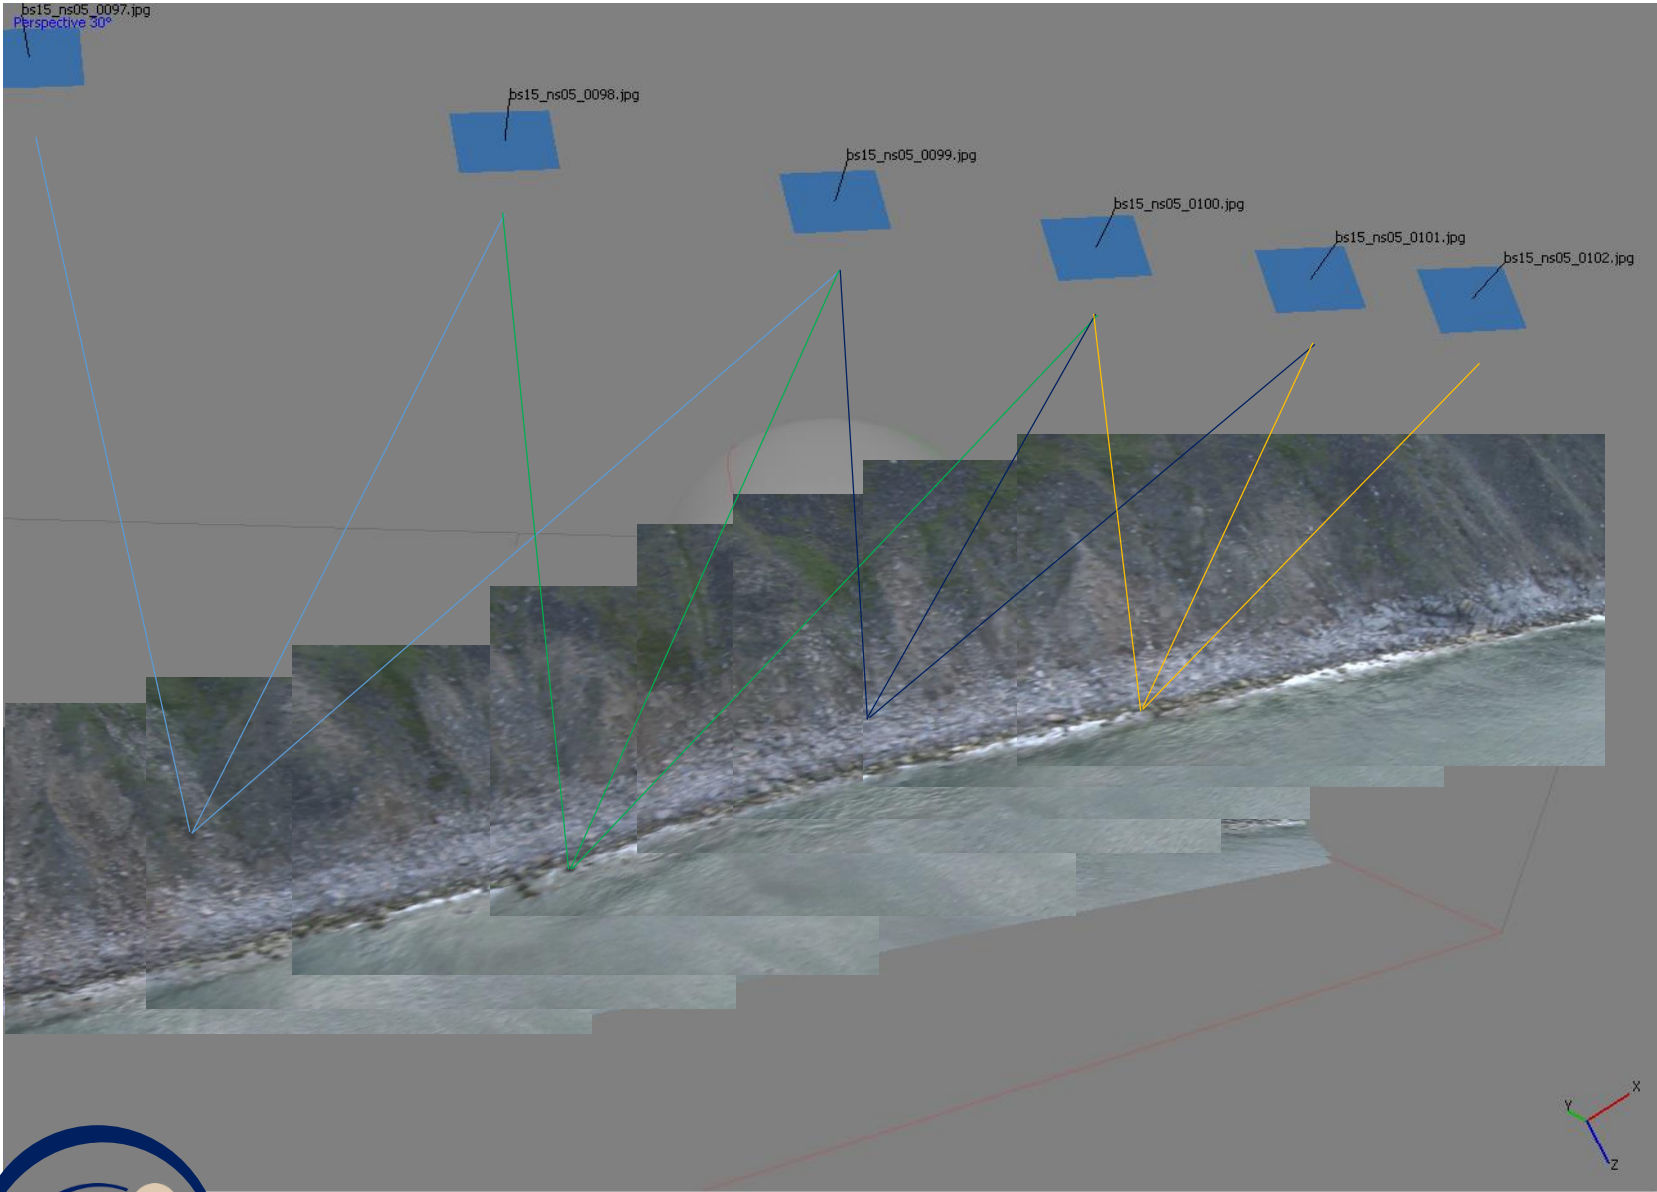 bs15_ns05_0097.jpg
Perspective 30°
bs15_ns05_0098.jpg
bs15_ns05_0099.jpg
bs15_ns05_0100.jpg
bs15_ns05_0101.jpg
bs15_ns05_0102.jpg
X
Y
Z